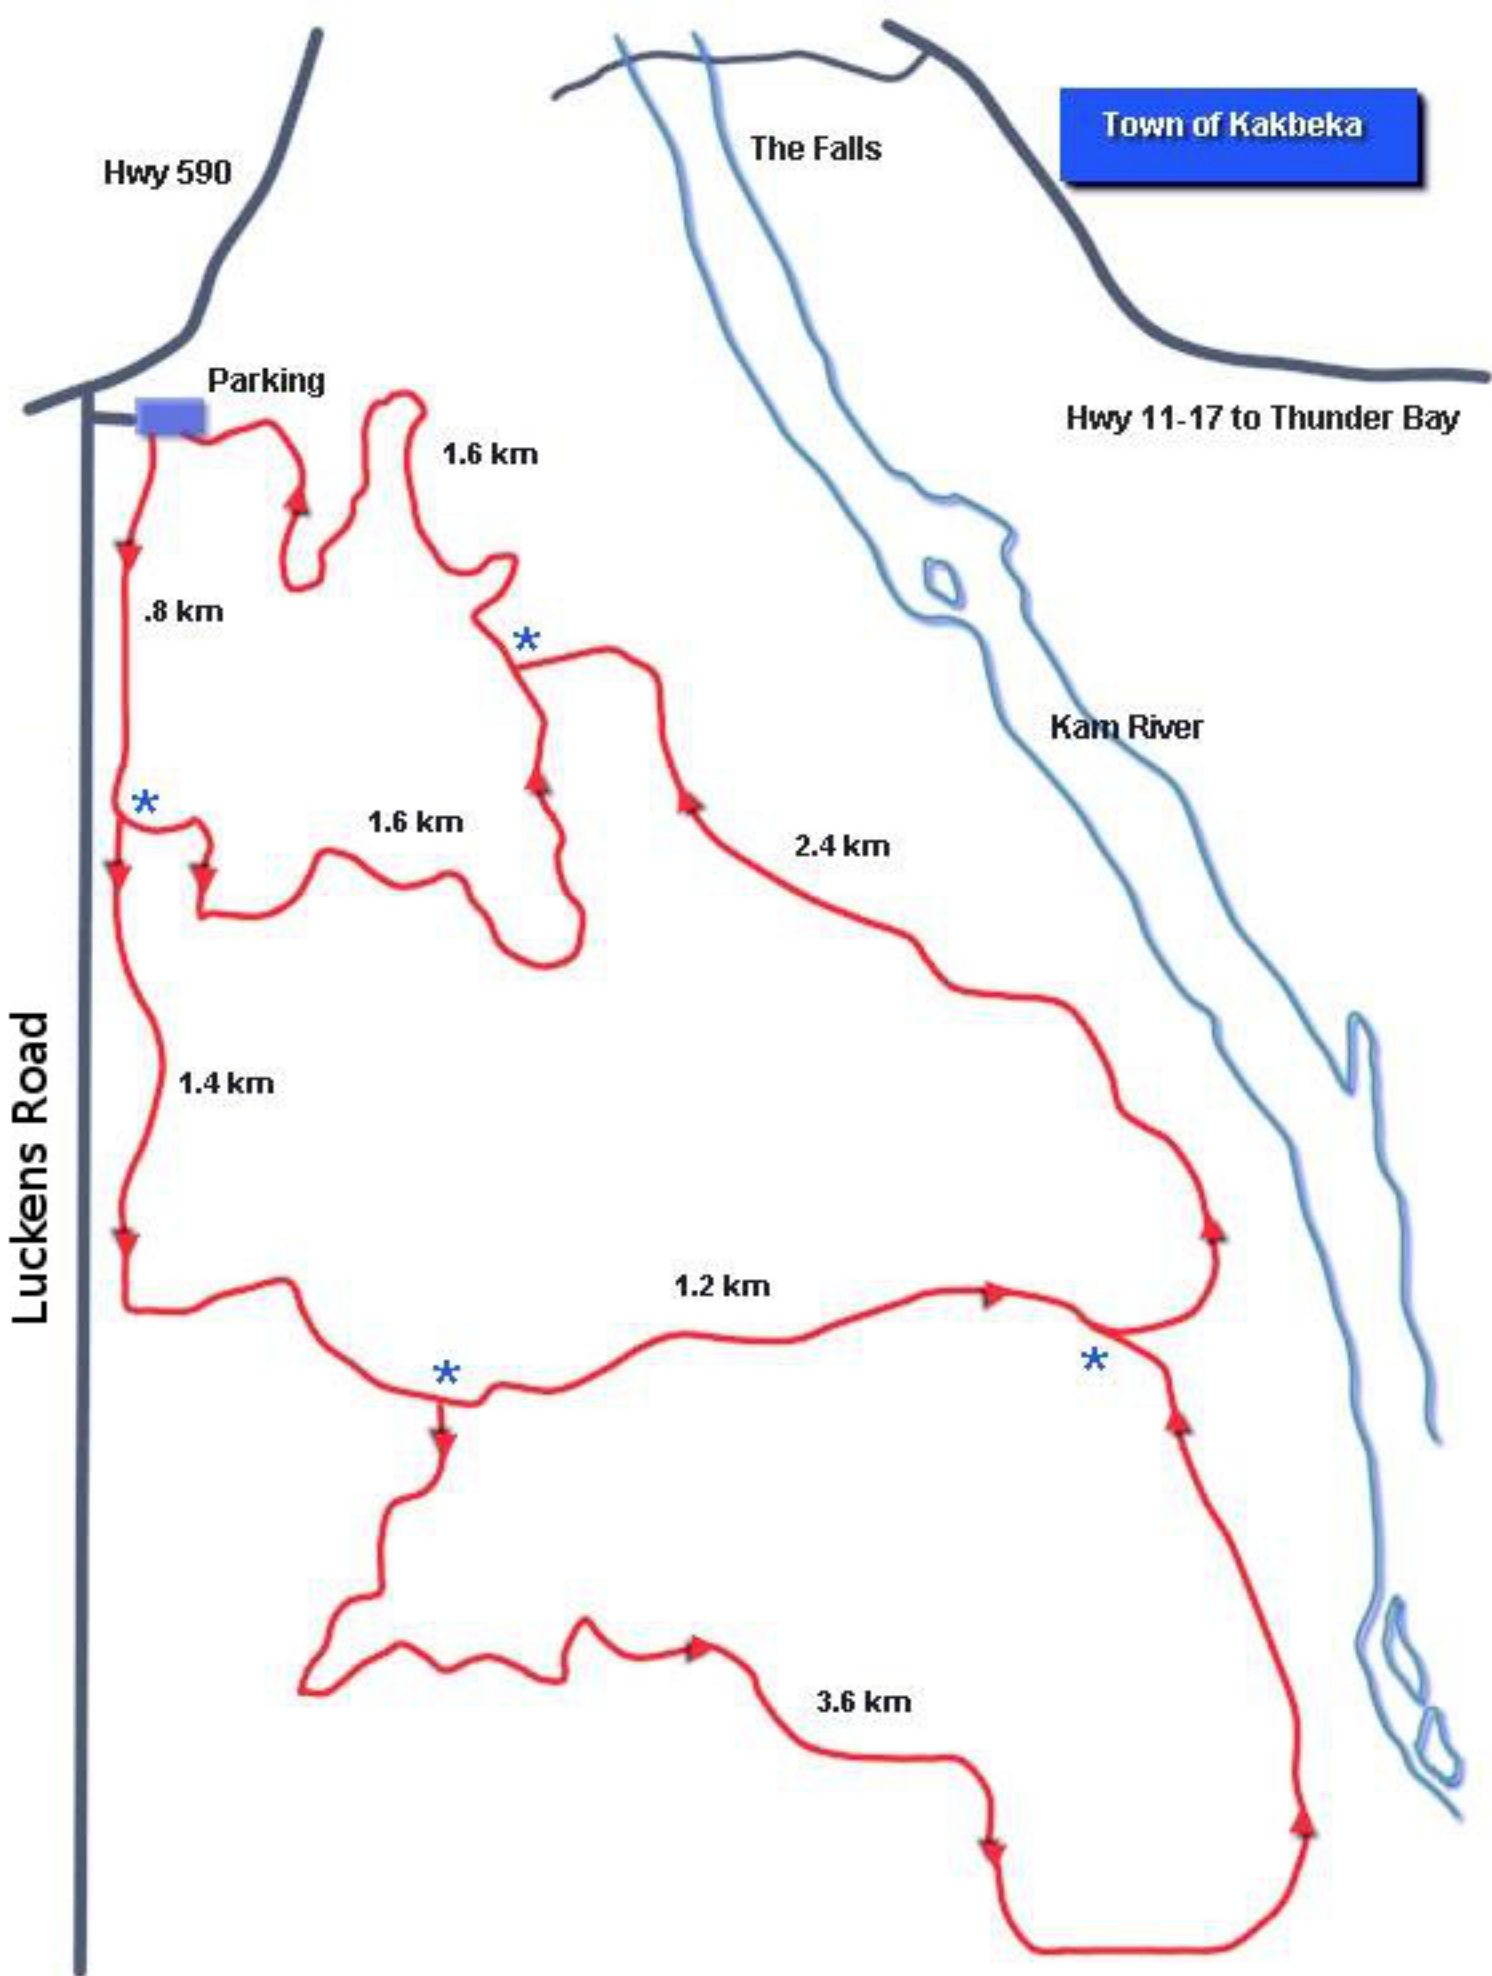 Town of Kakbeka
The Falls
Hwy 590
Parking
Hwy 11-17 to Thunder Bay
1.6 km
.8 km
*
Kam River
*
1.6 km
2.4 km
Luckens Road
1.4 km
1.2 km
*
*
3.6 km